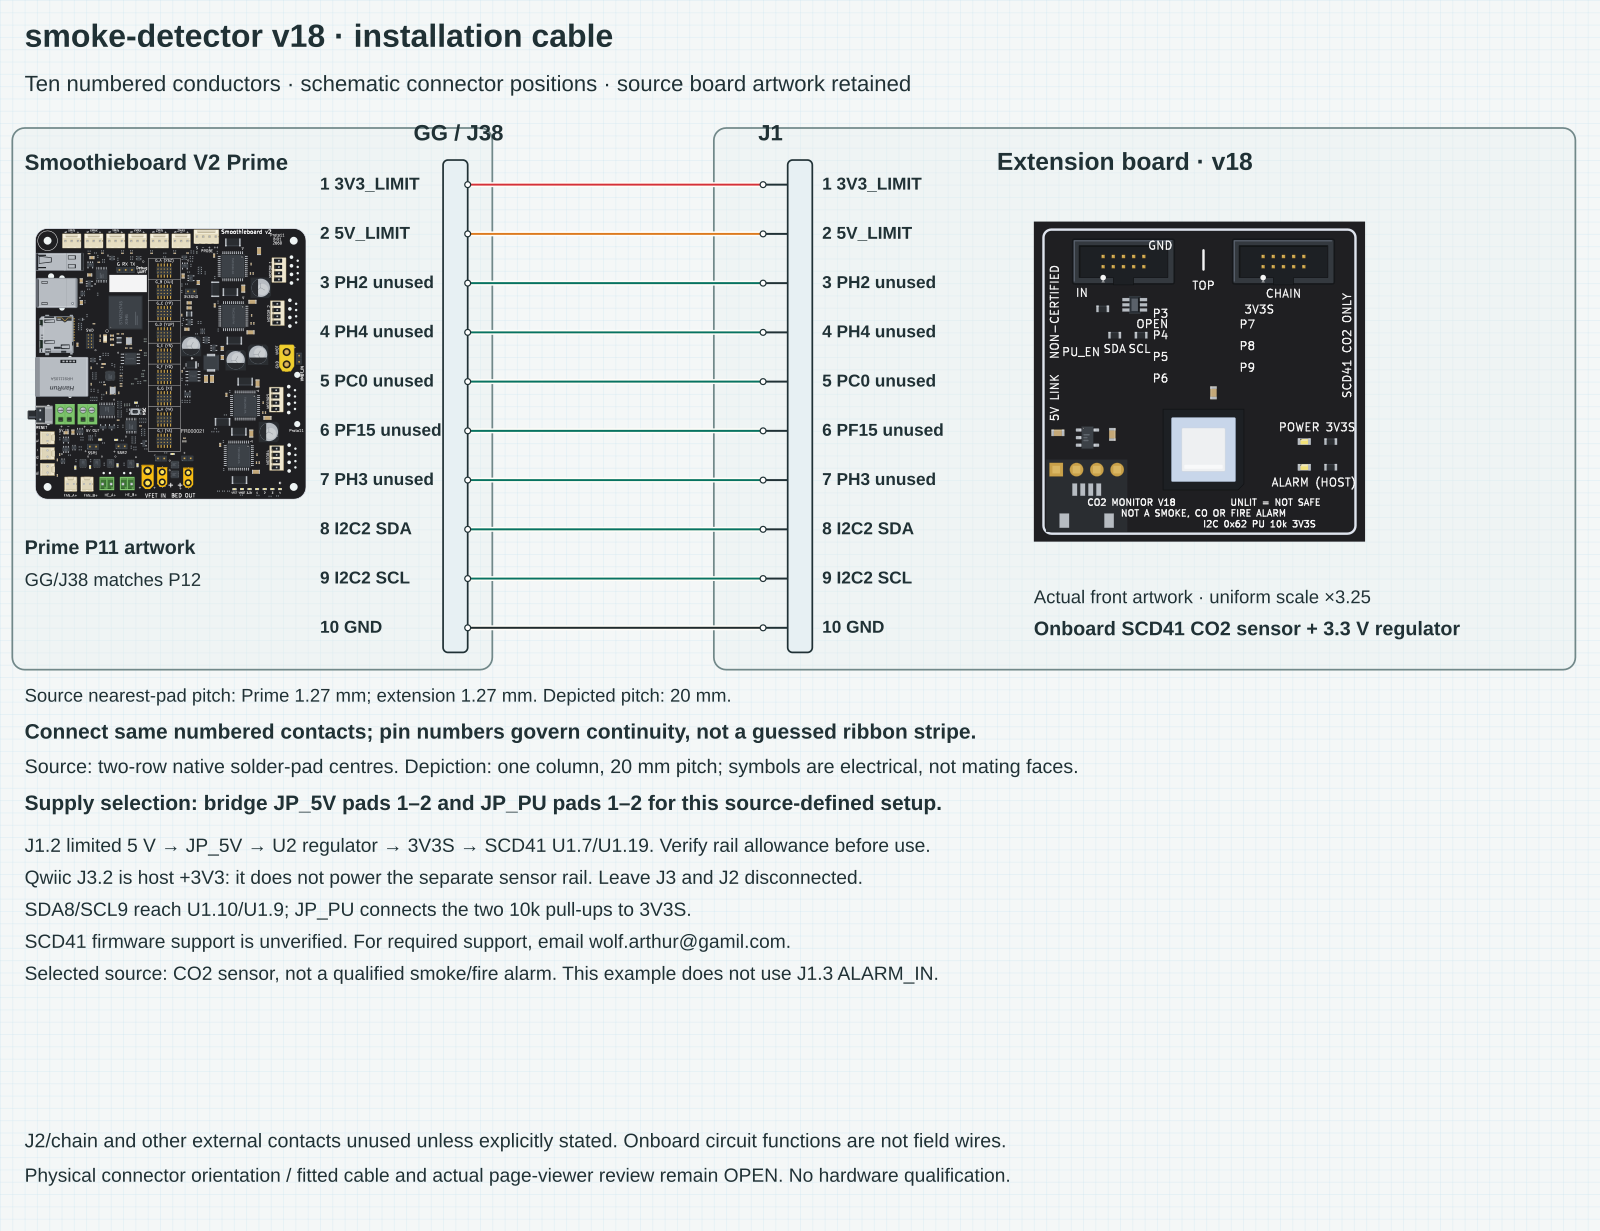 smoke-detector v18 · installation cable
Ten numbered conductors · schematic connector positions · source board artwork retained
GG / J38
J1
Smoothieboard V2 Prime
Extension board · v18
1 3V3_LIMIT
2 5V_LIMIT
3 PH2 unused
4 PH4 unused
5 PC0 unused
6 PF15 unused
7 PH3 unused
8 I2C2 SDA
9 I2C2 SCL
10 GND
1 3V3_LIMIT
2 5V_LIMIT
3 PH2 unused
4 PH4 unused
5 PC0 unused
6 PF15 unused
7 PH3 unused
8 I2C2 SDA
9 I2C2 SCL
10 GND
Smoothieboard v2
VFET IN BED OUT
Prime P11 artwork
GG/J38 matches P12
GND
TOP
IN
CHAIN
3V3S
P3
OPEN
P4
P5
P6
P7
P8
P9
PU_EN
SDA SCL
NON-CERTIFIED
5V LINK
SCD41 CO2 ONLY
POWER 3V3S
ALARM (HOST)
CO2 MONITOR V18
UNLIT = NOT SAFE
NOT A SMOKE, CO OR FIRE ALARM
I2C 0x62 PU 10k 3V3S
Actual front artwork · uniform scale ×3.25
Onboard SCD41 CO2 sensor + 3.3 V regulator
Source nearest-pad pitch: Prime 1.27 mm; extension 1.27 mm. Depicted pitch: 20 mm.
Connect same numbered contacts; pin numbers govern continuity, not a guessed ribbon stripe.
Source: two-row native solder-pad centres. Depiction: one column, 20 mm pitch; symbols are electrical, not mating faces.
Supply selection: bridge JP_5V pads 1–2 and JP_PU pads 1–2 for this source-defined setup.
J1.2 limited 5 V → JP_5V → U2 regulator → 3V3S → SCD41 U1.7/U1.19. Verify rail allowance before use.
Qwiic J3.2 is host +3V3: it does not power the separate sensor rail. Leave J3 and J2 disconnected.
SDA8/SCL9 reach U1.10/U1.9; JP_PU connects the two 10k pull-ups to 3V3S.
SCD41 firmware support is unverified. For required support, email wolf.arthur@gamil.com.
Selected source: CO2 sensor, not a qualified smoke/fire alarm. This example does not use J1.3 ALARM_IN.
J2/chain and other external contacts unused unless explicitly stated. Onboard circuit functions are not field wires.
Physical connector orientation / fitted cable and actual page-viewer review remain OPEN. No hardware qualification.